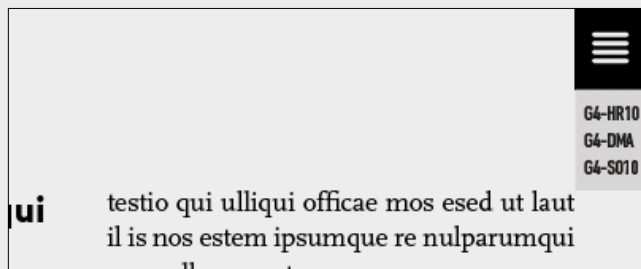 G4-HR10
G4-DMA
G4-SO10
qui
testio qui ulliqui officae mos esed ut laut
il is nos estem ipsumque re nulparumqui